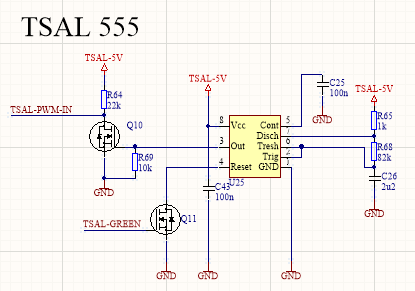 TSAL 555
TSAL-5V
R64
22k
TSAL-PWM-IN
Q10
R69
10k
GND
TSAL-GREEN
Q11
GND
TSAL-5V
C43
100n
GND
8
3
4
Vcc
Out
Reset
Cont
Disch
Tresh
Trig
GND
5
7
6
2
1
U25
C25
100n
GND
TSAL-5V
R65
1k
R68
82k
C26
2u2
GND
GND